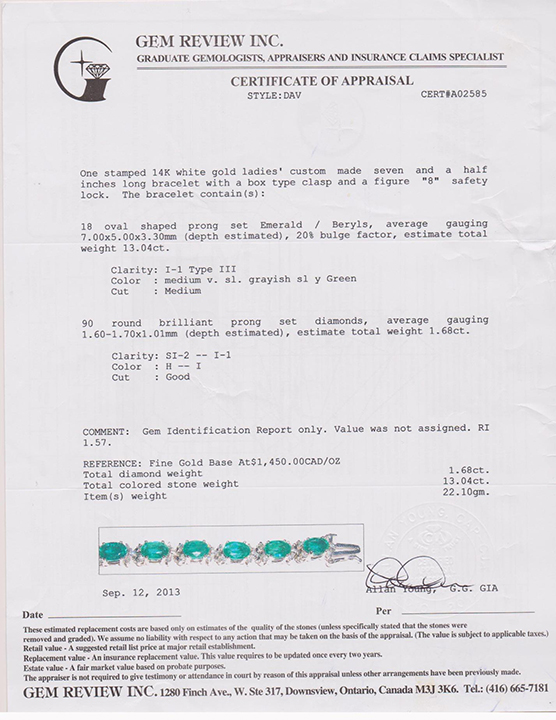 GEM REVIEW INC.
GRADUATE GEMOLOGISTS, APPRAISERS AND INSURANCE CLAIMS SPECIALIST
CERTIFICATE OF APPRAISAL
STYLE:DAV CERT#A02585
One stamped 14K white gold ladies' custom made seven and a half
inches long bracelet with a box type clasp and a figure "8" safety
lock. The bracelet contain(s):
18 oval shaped prong set Emerald / Beryls, average gauging
7.00x5.00x3.30mm (depth estimated), 20% bulge factor, estimate total
weight 13.04ct.
Clarity: I-1 Type III
Color : medium v. sl. grayish sl y Green
Cut : Medium
90 round brilliant prong set diamonds, average gauging
1.60-1.70x1.01mm (depth estimated), estimate total weight 1.68ct.
Clarity: SI-2 -- I-1
Color : H -- I
Cut : Good
COMMENT: Gem Identification Report only. Value was not assigned. RI
1.57.
REFERENCE: Fine Gold Base At$1,450.00CAD/OZ
Total diamond weight 1.68ct.
Total colored stone weight 13.04ct.
Item(s) weight 22.10gm.
Sep. 12, 2013 Allan Young, G.G. GIA
Date Per
These estimated replacement costs are based only on estimates of the quality of the stones (unless specifically stated that the stones were
removed and graded). We assume no liability with respect to any action that may be taken on the basis of the appraisal. (The value is subject to applicable taxes.)
Retail value - A suggested retail list price at major retail establishment.
Replacement value - An insurance replacement value. This value requires to be updated once every two years.
Estate value - A fair market value based on probate purposes.
The appraiser is not required to give testimony or attendance in court by reason of this appraisal unless other arrangements have been previously made.
GEM REVIEW INC. 1280 Finch Ave., W. Ste 317, Downsview, Ontario, Canada M3J 3K6. Tel.: (416) 665-7181